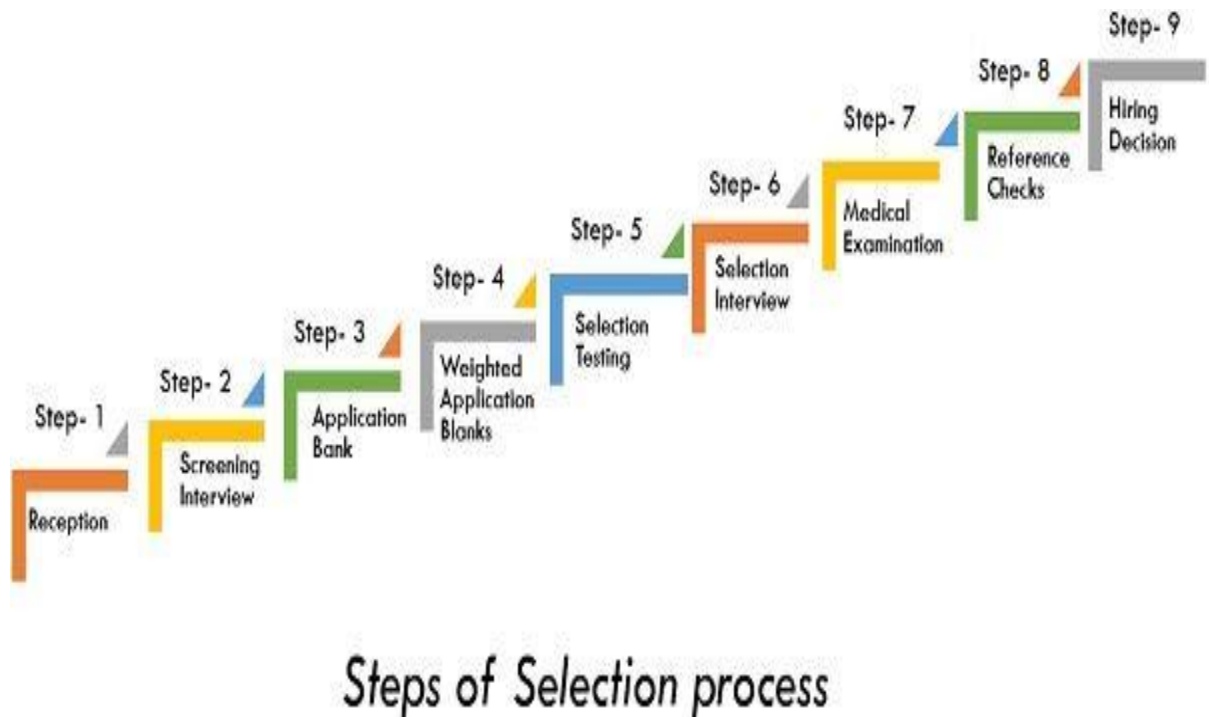 Step- 1
Reception
Step- 2
Screening
Interview
Step- 3
Application
Bank
Step- 4
Weighted
Application
Blanks
Step- 5
Selection
Testing
Step- 6
Selection
Interview
Step- 7
Medical
Examination
Step- 8
Reference
Checks
Step- 9
Hiring
Decision
Steps of Selection process